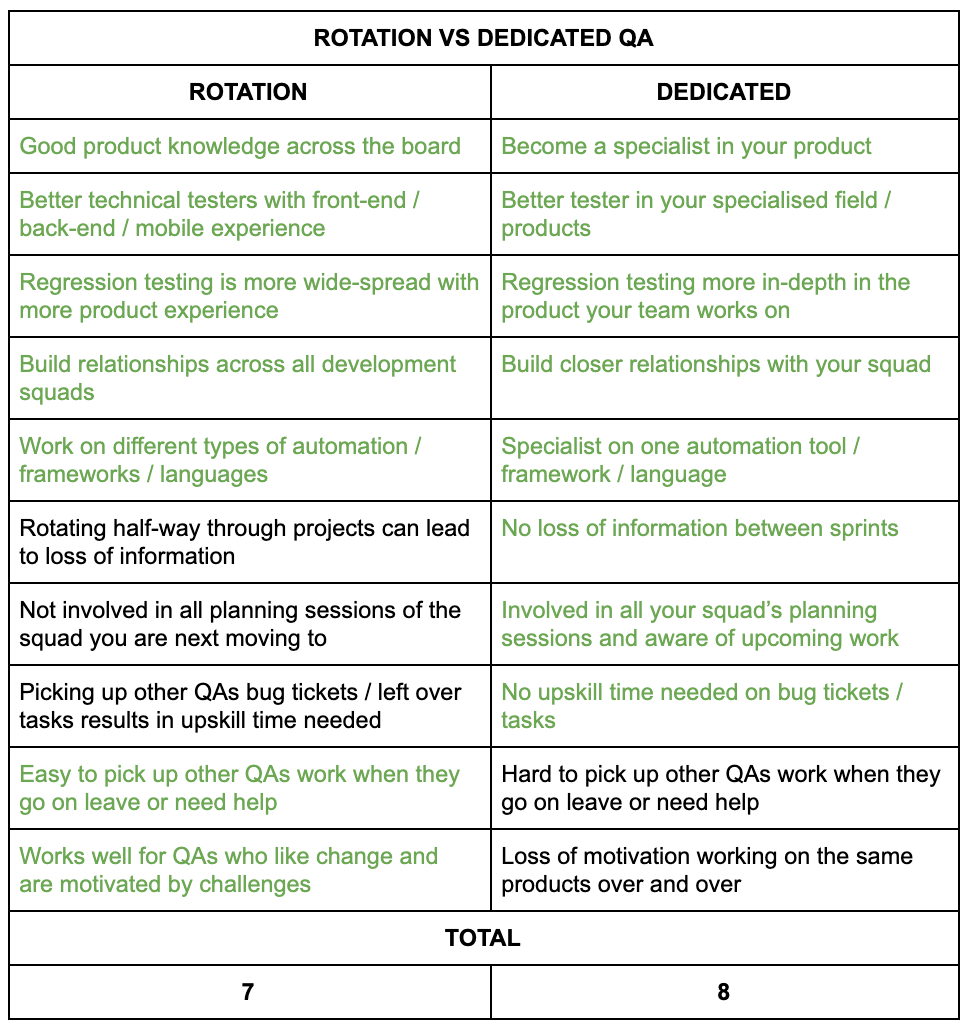 ROTATION VS DEDICATED QA
ROTATION
DEDICATED
Good product knowledge across the board
Become a specialist in your product
Better technical testers with front-end /
back-end / mobile experience
Better tester in your specialised field /
products
Regression testing is more wide-spread with
more product experience
Regression testing more in-depth in the
product your team works on
Build relationships across all development
squads
Build closer relationships with your squad
Work on different types of automation /
frameworks / languages
Specialist on one automation tool /
framework / language
Rotating half-way through projects can lead
to loss of information
No loss of information between sprints
Not involved in all planning sessions of the
squad you are next moving to
Involved in all your squad’s planning
sessions and aware of upcoming work
Picking up other QAs bug tickets / left over
tasks results in upskill time needed
No upskill time needed on bug tickets /
tasks
Easy to pick up other QAs work when they
go on leave or need help
Hard to pick up other QAs work when they
go on leave or need help
Works well for QAs who like change and
are motivated by challenges
Loss of motivation working on the same
products over and over
TOTAL
7
8